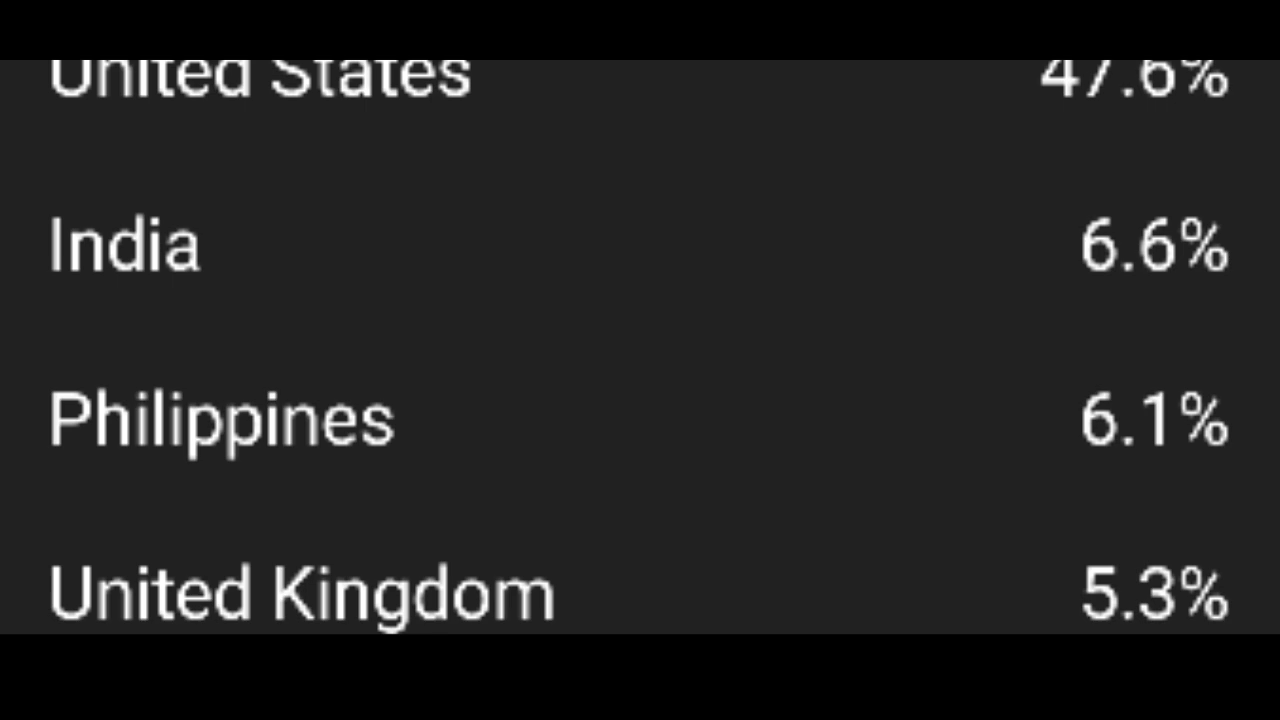 United States 47.6%
India 6.6%
Philippines 6.1%
United Kingdom 5.3%